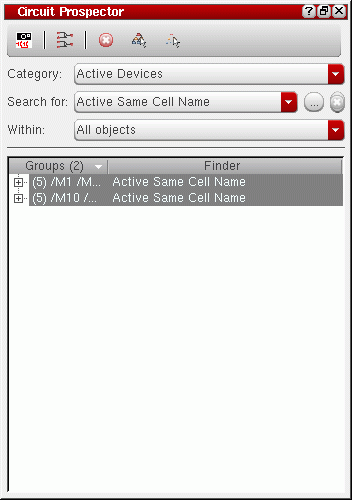 Circuit Prospector
Category: Active Devices
Search for: Active Same Cell Name ...
Within: All objects
Groups (2) Finder
(5) /M1 /M... Active Same Cell Name
(5) /M10 /... Active Same Cell Name